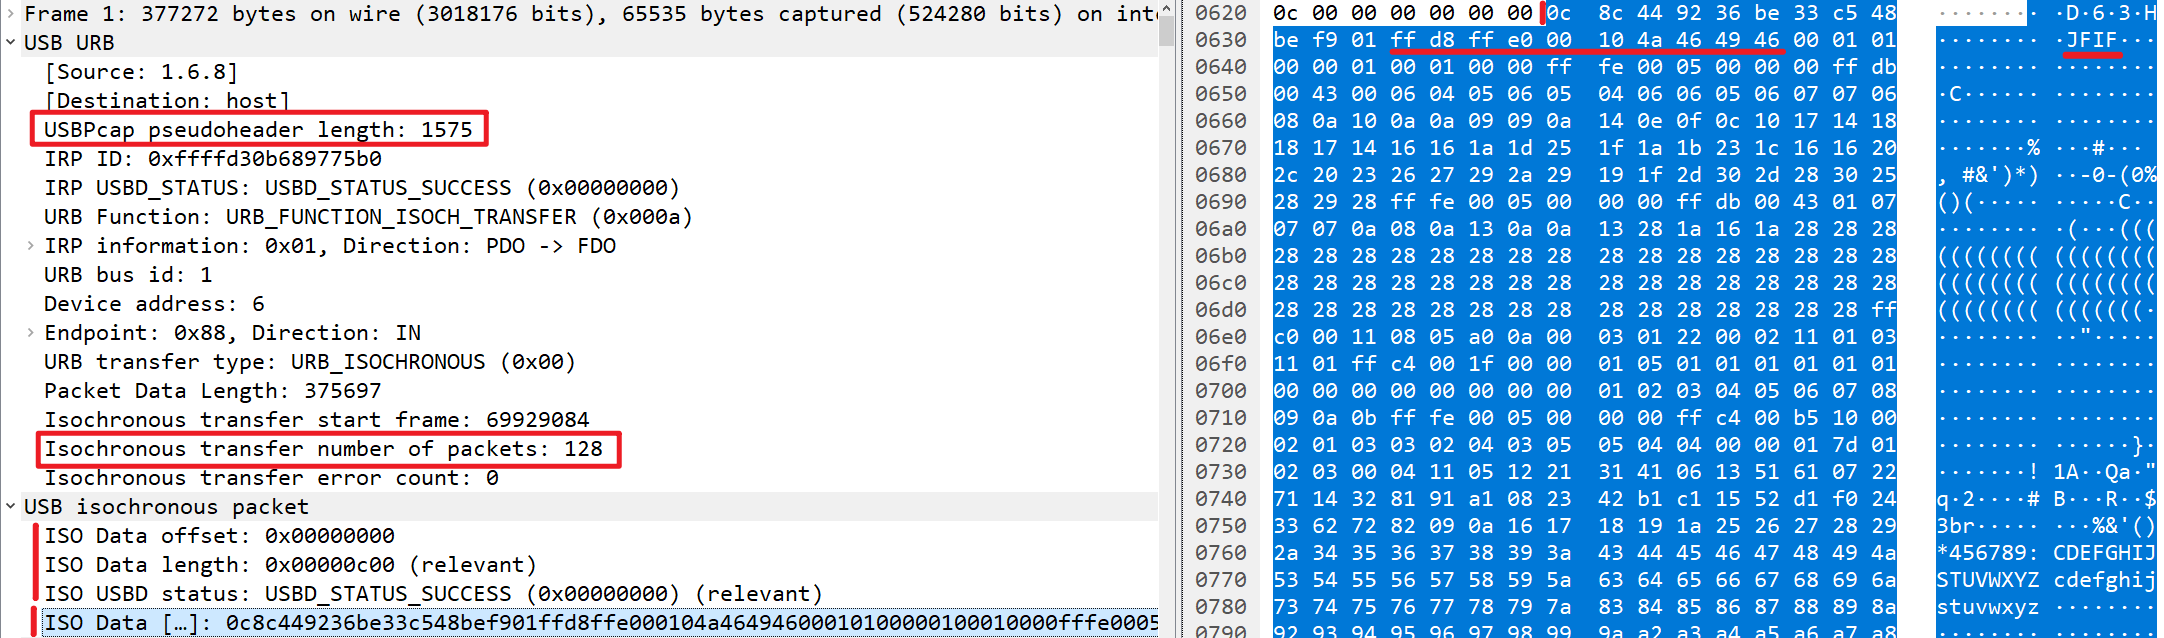 Frame 1: 377272 bytes on wire (3018176 bits), 65535 bytes captured (524280 bits) on
USB URB
[Source: 1.6.8]
[Destination: host]
USBPcap pseudoheader length: 1575
IRP ID: 0xffffd30b689775b0
IRP USBD_STATUS: USBD_STATUS_SUCCESS (0x00000000)
URB Function: URB_FUNCTION_ISOCH_TRANSFER (0x000a)
IRP information: 0x01, Direction: PDO -> FDO
URB bus id: 1
Device address: 6
Endpoint: 0x88, Direction: IN
URB transfer type: URB_ISOCHRONOUS (0x00)
Packet Data Length: 375697
Isochronous transfer start frame: 69929084
Isochronous transfer number of packets: 128
Isochronous transfer error count: 0
USB isochronous packet
ISO Data offset: 0x00000000
ISO Data length: 0x00000c00 (relevant)
ISO USBD status: USBD_STATUS_SUCCESS (0x00000000) (relevant)
ISO Data […]: 0c8c449236be33c548bef901ffd8ffe000104a46494600010100000100010000fffe0005
0620 0c 00 00 00 00 00 00 00 0c 8c 44 92 36 be 33 c5 48 ········ ·D·6·3·H
0630 be f9 01 ff d8 ff e0 00 10 4a 46 49 46 00 01 01 ········ ·JFIF···
0640 00 00 01 00 01 00 00 ff fe 00 05 00 00 00 ff db ········ ········
0650 00 43 00 06 04 05 06 05 04 06 06 05 06 07 07 06 ·C······ ········
0660 08 0a 10 0a 0a 09 09 0a 14 0e 0f 0c 10 17 14 18 ········ ········
0670 18 17 14 16 16 1a 1d 25 1f 1a 1b 23 1c 16 16 20 ·······% ···#···
0680 2c 20 23 26 27 29 2a 29 19 1f 2d 30 2d 28 30 25 , #&')*) ··-0-(0%
0690 28 29 28 ff fe 00 05 00 00 00 ff db 00 43 01 07 ()(····· ·····C··
06a0 07 07 0a 08 0a 13 0a 0a 13 28 1a 16 1a 28 28 28 ········ ·(···(((
06b0 28 28 28 28 28 28 28 28 28 28 28 28 28 28 28 28 (((((((( ((((((((
06c0 28 28 28 28 28 28 28 28 28 28 28 28 28 28 28 28 (((((((( ((((((((
06d0 28 28 28 28 28 28 28 28 28 28 28 28 28 28 28 ff (((((((( (((((((·
06e0 c0 00 11 08 05 a0 0a 00 03 01 22 00 02 11 01 03 ········ ··"·····
06f0 11 01 ff c4 00 1f 00 00 01 05 01 01 01 01 01 01 ········ ········
0700 00 00 00 00 00 00 00 00 01 02 03 04 05 06 07 08 ········ ········
0710 09 0a 0b ff fe 00 05 00 00 00 ff c4 00 b5 10 00 ········ ········
0720 02 01 03 03 02 04 03 05 05 04 04 00 00 01 7d 01 ········ ······}·
0730 02 03 00 04 11 05 12 21 31 41 06 13 51 61 07 22 ·······! 1A··Qa·"
0740 71 14 32 81 91 a1 08 23 42 b1 c1 15 52 d1 f0 24 q·2····# B···R··$
0750 33 62 72 82 09 0a 16 17 18 19 1a 25 26 27 28 29 3br····· ···%&'()
0760 2a 34 35 36 37 38 39 3a 43 44 45 46 47 48 49 4a *456789: CDEFGHIJ
0770 53 54 55 56 57 58 59 5a 63 64 65 66 67 68 69 6a STUVWXYZ cdefghij
0780 73 74 75 76 77 78 79 7a 83 84 85 86 87 88 89 8a stuvwxyz ········
0790 92 93 94 95 96 97 98 99 9a a2 a3 a4 a5 a6 a7 a8